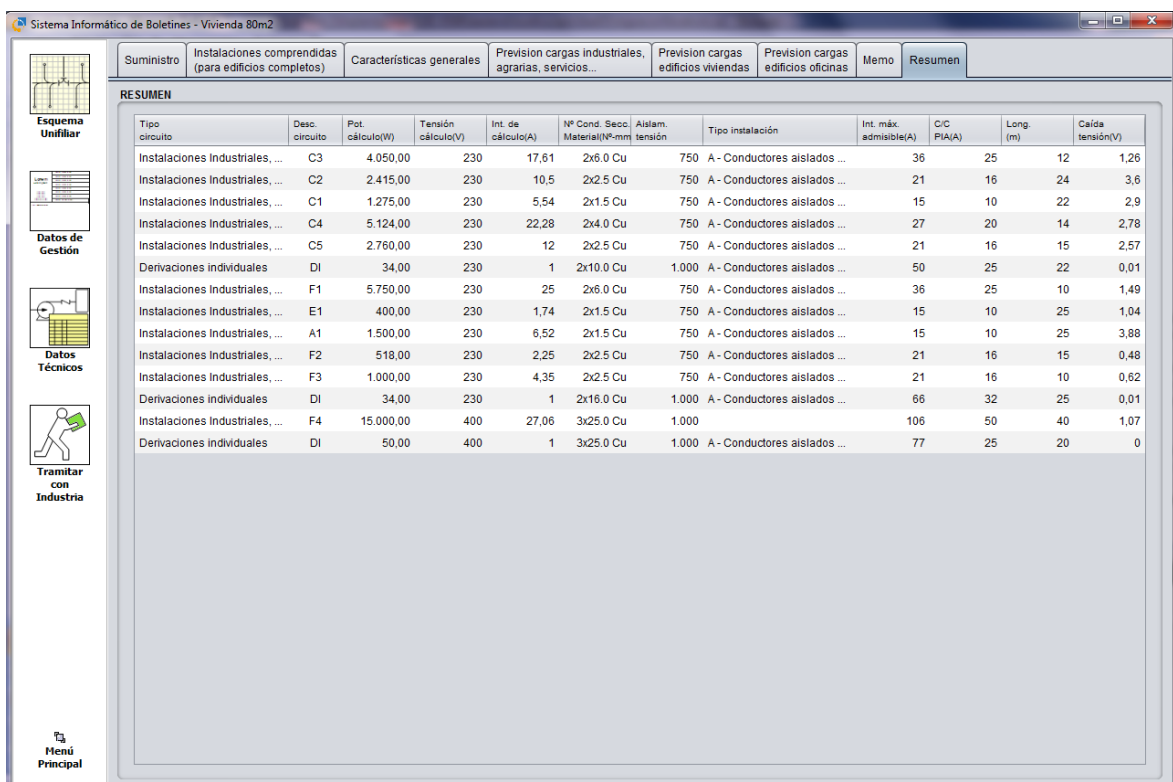 Sistema Informático de Boletines - Vivienda 80m2
Esquema
Unifiliar
Datos de
Gestión
Datos
Técnicos
Tramitar
con
Industria
Menú
Principal
Suministro
Instalaciones comprendidas
(para edificios completos)
Características generales
Prevision cargas industriales,
agrarias, servicios...
Prevision cargas
edificios viviendas
Prevision cargas
edificios oficinas
Memo
Resumen
RESUMEN
Tipo circuito Desc. circuito Pot. cálculo(W) Tensión cálculo(V) Int. de cálculo(A) Nº Cond. Secc. Material(Nº-mm Aislam. tensión Tipo instalación Int. máx. admisible(A) C/C PIA(A) Long. (m) Caída tensión(V)
Instalaciones Industriales, ... C3 4.050,00 230 17,61 2x6.0 Cu 750 A - Conductores aislados ... 36 25 12 1,26
Instalaciones Industriales, ... C2 2.415,00 230 10,5 2x2.5 Cu 750 A - Conductores aislados ... 21 16 24 3,6
Instalaciones Industriales, ... C1 1.275,00 230 5,54 2x1.5 Cu 750 A - Conductores aislados ... 15 10 22 2,9
Instalaciones Industriales, ... C4 5.124,00 230 22,28 2x4.0 Cu 750 A - Conductores aislados ... 27 20 14 2,78
Instalaciones Industriales, ... C5 2.760,00 230 12 2x2.5 Cu 750 A - Conductores aislados ... 21 16 15 2,57
Derivaciones individuales DI 34,00 230 1 2x10.0 Cu 1.000 A - Conductores aislados ... 50 25 22 0,01
Instalaciones Industriales, ... F1 5.750,00 230 25 2x6.0 Cu 750 A - Conductores aislados ... 36 25 10 1,49
Instalaciones Industriales, ... E1 400,00 230 1,74 2x1.5 Cu 750 A - Conductores aislados ... 15 10 25 1,04
Instalaciones Industriales, ... A1 1.500,00 230 6,52 2x1.5 Cu 750 A - Conductores aislados ... 15 10 25 3,88
Instalaciones Industriales, ... F2 518,00 230 2,25 2x2.5 Cu 750 A - Conductores aislados ... 21 16 15 0,48
Instalaciones Industriales, ... F3 1.000,00 230 4,35 2x2.5 Cu 750 A - Conductores aislados ... 21 16 10 0,62
Derivaciones individuales DI 34,00 230 1 2x16.0 Cu 1.000 A - Conductores aislados ... 66 32 25 0,01
Instalaciones Industriales, ... F4 15.000,00 400 27,06 3x25.0 Cu 1.000 106 50 40 1,07
Derivaciones individuales DI 50,00 400 1 3x25.0 Cu 1.000 A - Conductores aislados ... 77 25 20 0